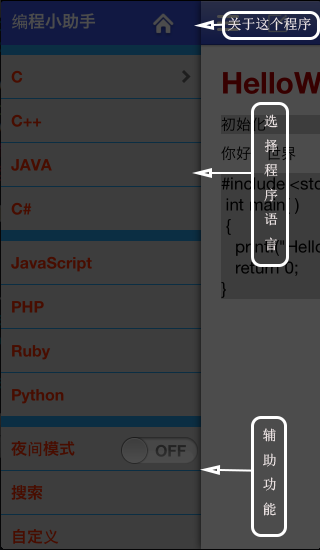 编程小助手
关于这个程序
C
C++
JAVA
C#
JavaScript
PHP
Ruby
Python
夜间模式 OFF
搜索
自定义
HelloW
初始化
你好 世界
#include <sto
int main( )
{
print("Hello
return 0;
}
选择程序语言
辅助功能